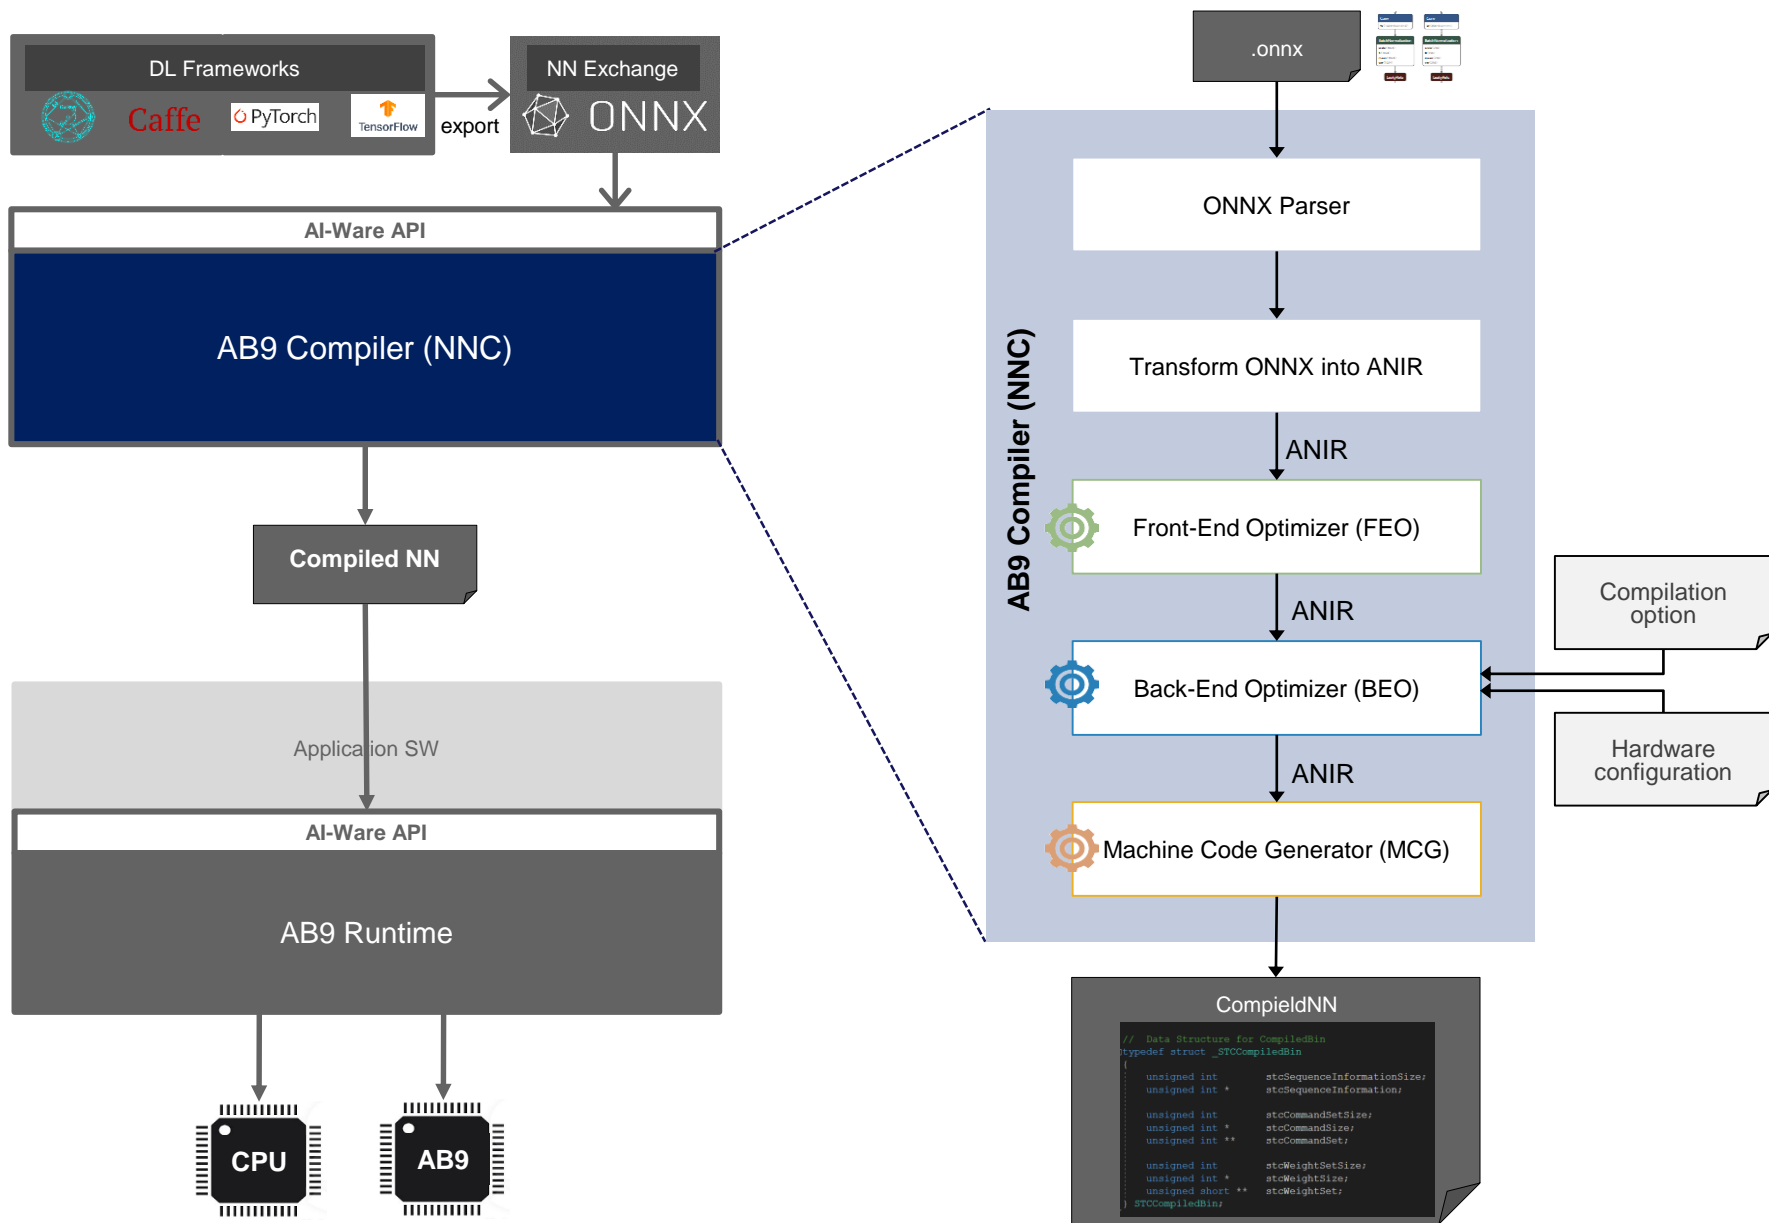 DL Frameworks
Caffe
PyTorch
TensorFlow
export
NN Exchange
ONNX
AI-Ware API
AB9 Compiler (NNC)
Compiled NN
Application SW
AI-Ware API
AB9 Runtime
CPU
AB9
.onnx
AB9 Compiler (NNC)
ONNX Parser
Transform ONNX into ANIR
ANIR
Front-End Optimizer (FEO)
ANIR
Back-End Optimizer (BEO)
ANIR
Machine Code Generator (MCG)
Compilation
option
Hardware
configuration
CompieldNN
// Data Structure for CompiledBin
typedef struct _STCCompiledBin
{
unsigned int stcSequenceInformationSize;
unsigned int * stcSequenceInformation;
unsigned int stcCommandSetSize;
unsigned int * stcCommandSize;
unsigned int ** stcCommandSet;
unsigned int stcWeightSetSize;
unsigned int * stcWeightSize;
unsigned short ** stcWeightSet;
} STCCompiledBin;